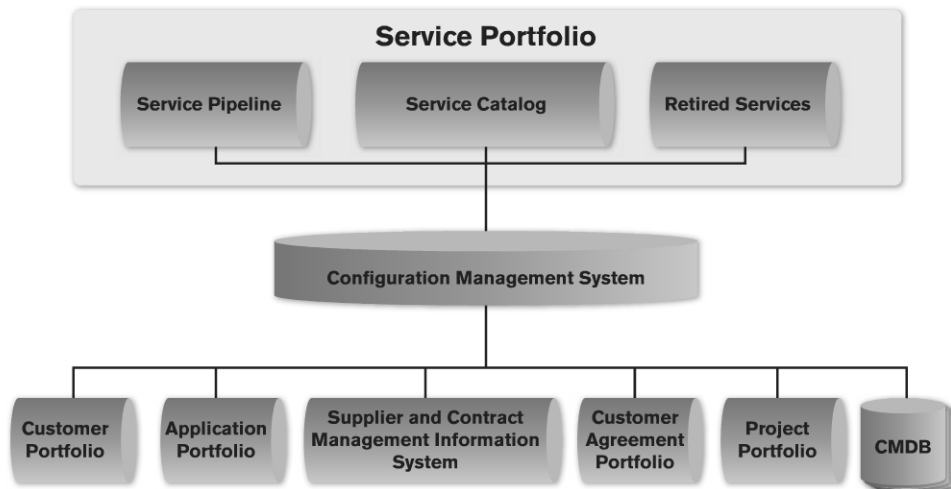 Service Portfolio
Service Pipeline
Service Catalog
Retired Services
Configuration Management System
Customer
Portfolio
Application
Portfolio
Supplier and Contract
Management Information
System
Customer
Agreement
Portfolio
Project
Portfolio
CMDB